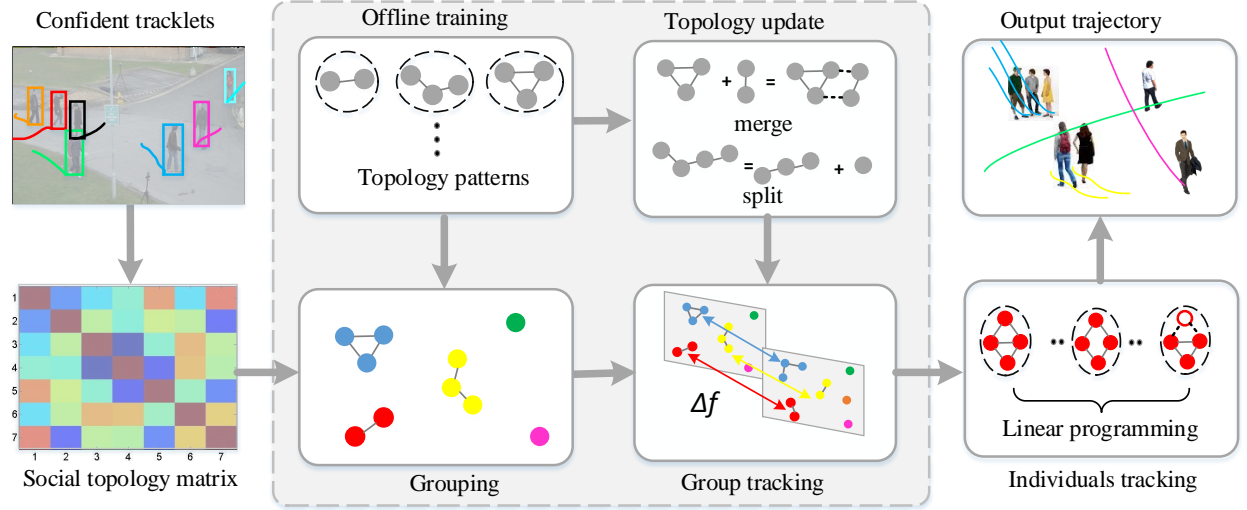 Confident tracklets
Offline training
Topology update
Output trajectory
Topology patterns
+ =
merge
= +
split
1
2
3
4
5
6
7
1 2 3 4 5 6 7
Social topology matrix
Grouping
Δf
Group tracking
Linear programming
Individuals tracking